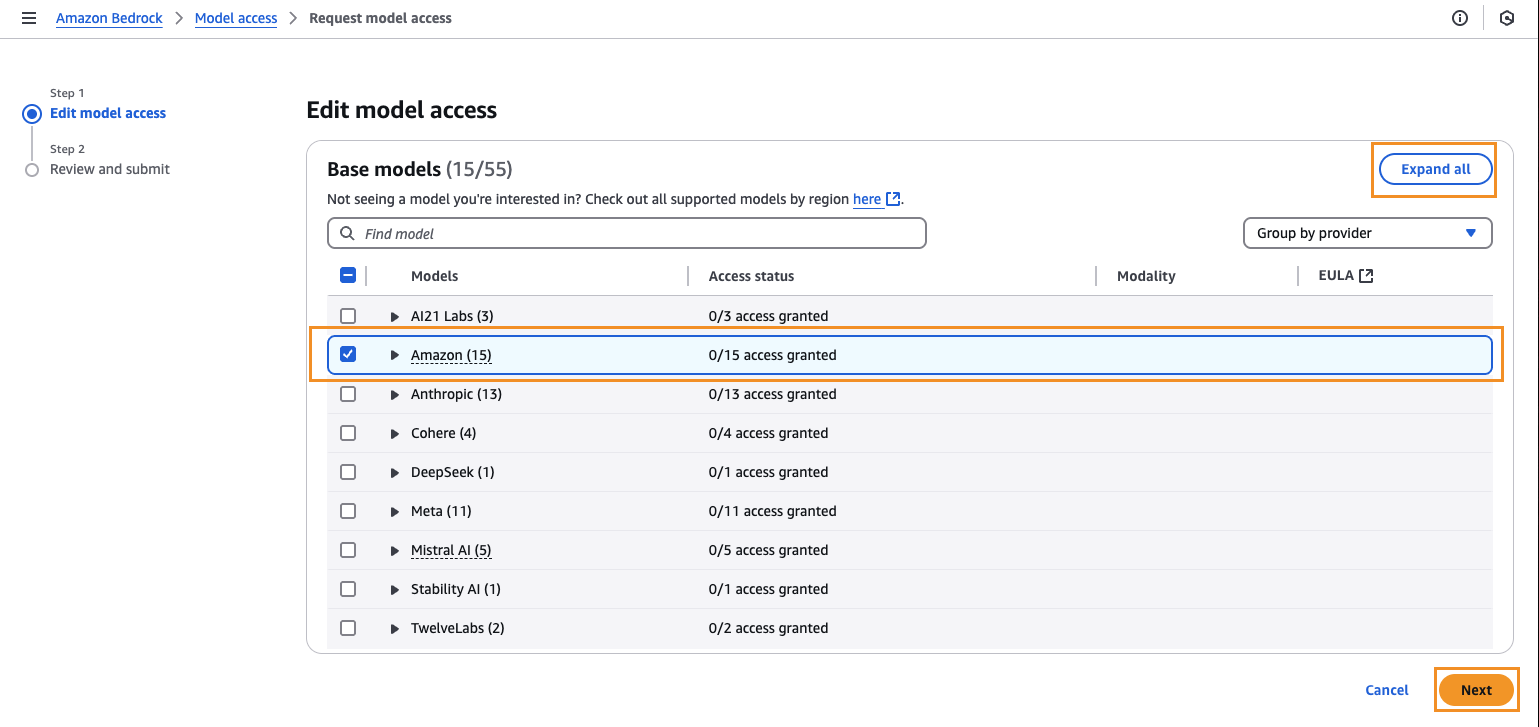 Amazon Bedrock > Model access > Request model access
Step 1
Edit model access
Step 2
Review and submit
Edit model access
Base models (15/55)
Expand all
Not seeing a model you're interested in? Check out all supported models by region here.
Find model
Group by provider
Models Access status Modality EULA
AI21 Labs (3) 0/3 access granted
Amazon (15) 0/15 access granted
Anthropic (13) 0/13 access granted
Cohere (4) 0/4 access granted
DeepSeek (1) 0/1 access granted
Meta (11) 0/11 access granted
Mistral AI (5) 0/5 access granted
Stability AI (1) 0/1 access granted
TwelveLabs (2) 0/2 access granted
Cancel Next